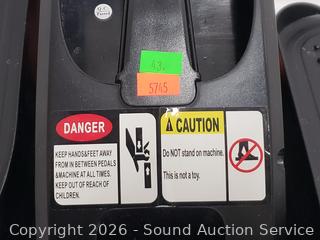 Q.C
Passed
43.
5745
DANGER
KEEP HANDS&FEET AWAY
FROM IN BETWEEN PEDALS
&MACHINE AT ALL TIMES.
KEEP OUT OF REACH OF
CHILDREN.
CAUTION
Do NOT stand on machine.
This is not a toy.
Copyright 2026 - Sound Auction Service